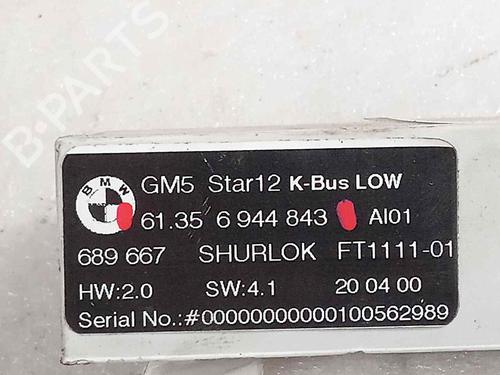 B-PARTS
BMW
GM5 Star12 K-Bus LOW
61.35 6 944 843 AI01
689 667 SHURLOK FT1111-01
HW:2.0 SW:4.1 20 04 00
Serial No.:#00000000000100562989